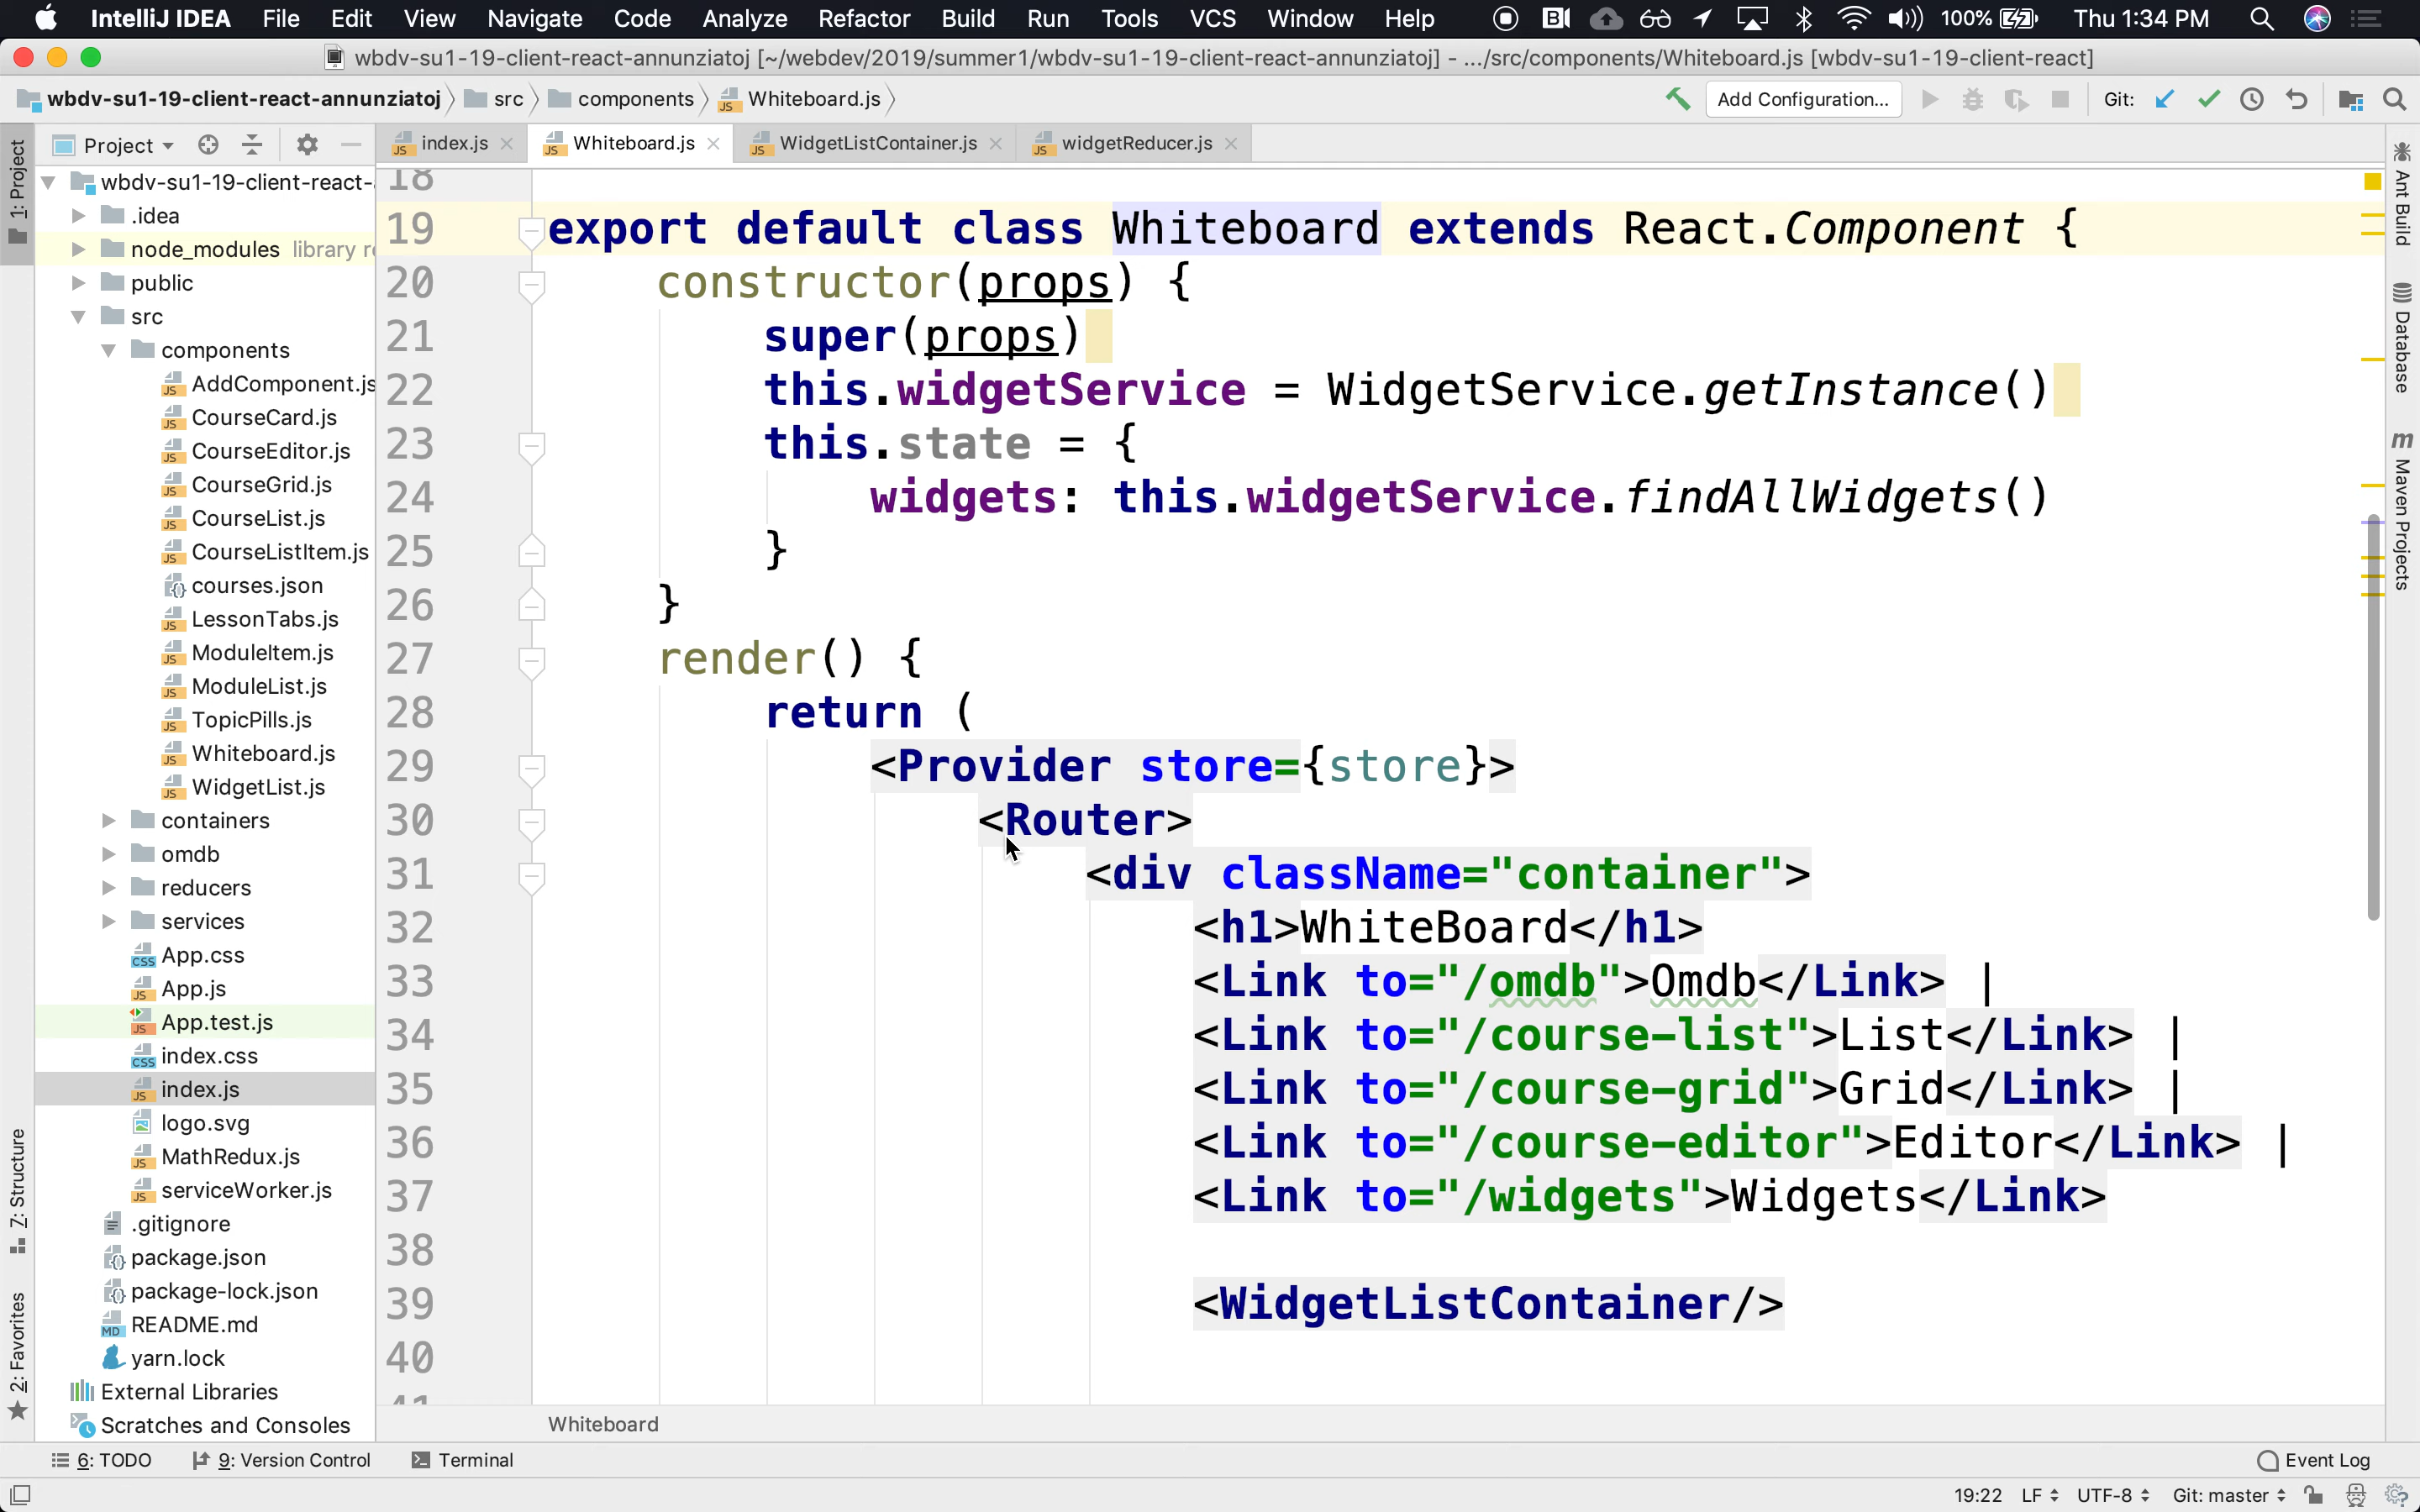 IntelliJ IDEA File Edit View Navigate Code Analyze Refactor Build Run Tools VCS Window Help 100% Thu 1:34 PM
wbdv-su1-19-client-react-annunziatoj [~/webdev/2019/summer1/wbdv-su1-19-client-react-annunziatoj] - .../src/components/Whiteboard.js [wbdv-su1-19-client-react]
wbdv-su1-19-client-react-annunziatoj src components Whiteboard.js Add Configuration... Git:
Project index.js Whiteboard.js WidgetListContainer.js widgetReducer.js
1: Project
7: Structure
2: Favorites
wbdv-su1-19-client-react-
.idea
node_modules library r
public
src
components
AddComponent.js
CourseCard.js
CourseEditor.js
CourseGrid.js
CourseList.js
CourseListItem.js
courses.json
LessonTabs.js
ModuleItem.js
ModuleList.js
TopicPills.js
Whiteboard.js
WidgetList.js
containers
omdb
reducers
services
App.css
App.js
App.test.js
index.css
index.js
logo.svg
MathRedux.js
serviceWorker.js
.gitignore
package.json
package-lock.json
README.md
yarn.lock
External Libraries
Scratches and Consoles
18
19 export default class Whiteboard extends React.Component {
20 constructor(props) {
21 super(props)
22 this.widgetService = WidgetService.getInstance()
23 this.state = {
24 widgets: this.widgetService.findAllWidgets()
25 }
26 }
27 render() {
28 return (
29 <Provider store={store}>
30 <Router>
31 <div className="container">
32 <h1>WhiteBoard</h1>
33 <Link to="/omdb">Omdb</Link> |
34 <Link to="/course-list">List</Link> |
35 <Link to="/course-grid">Grid</Link> |
36 <Link to="/course-editor">Editor</Link> |
37 <Link to="/widgets">Widgets</Link>
38
39 <WidgetListContainer/>
40
41
Whiteboard
Ant Build
Database
Maven Projects
6: TODO 9: Version Control Terminal Event Log
19:22 LF UTF-8 Git: master